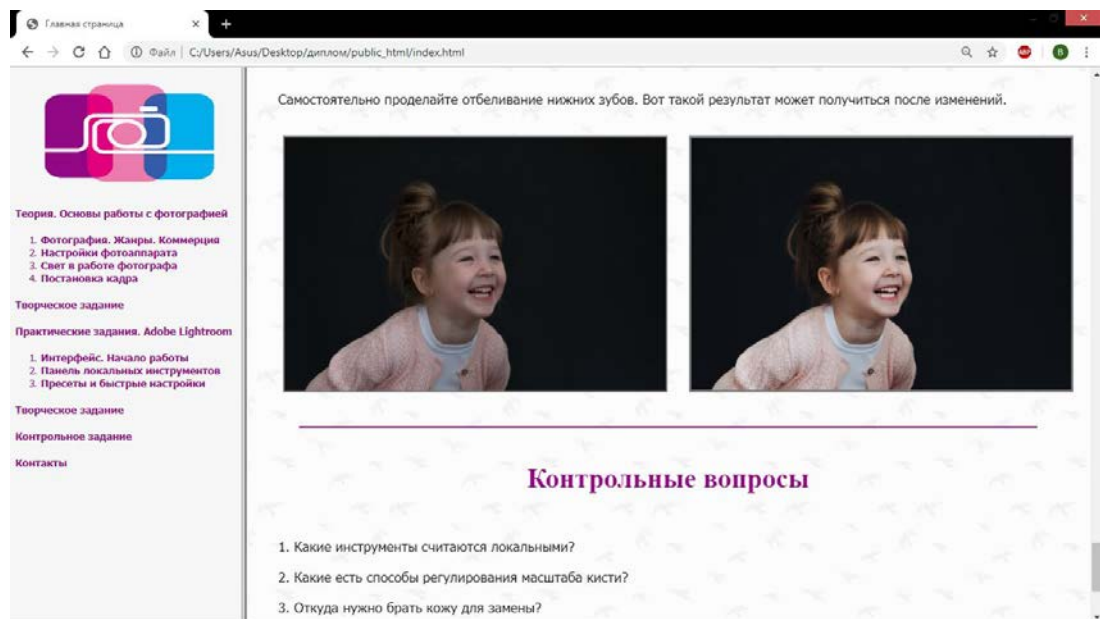 Главная страница
Файл | C:/Users/Asus/Desktop/диплом/public_html/index.html
ABP
В
Самостоятельно проделайте отбеливание нижних зубов. Вот такой результат может получиться после изменений.
Теория. Основы работы с фотографией
1. Фотография. Жанры. Коммерция
2. Настройки фотоаппарата
3. Свет в работе фотографа
4. Постановка кадра
Творческое задание
Практические задания. Adobe Lightroom
1. Интерфейс. Начало работы
2. Панель локальных инструментов
3. Пресеты и быстрые настройки
Творческое задание
Контрольное задание
Контакты
Контрольные вопросы
1. Какие инструменты считаются локальными?
2. Какие есть способы регулирования масштаба кисти?
3. Откуда нужно брать кожу для замены?